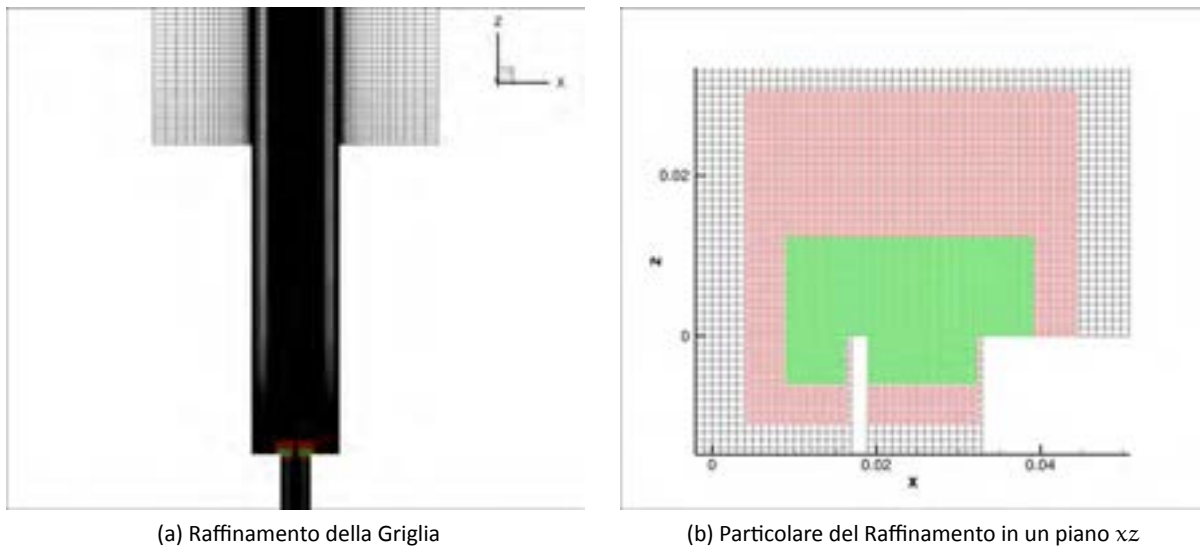 z
x
0.02
z
0
0
0.02
0.04
x
(a) Raffinamento della Griglia
(b) Particolare del Raffinamento in un piano xz